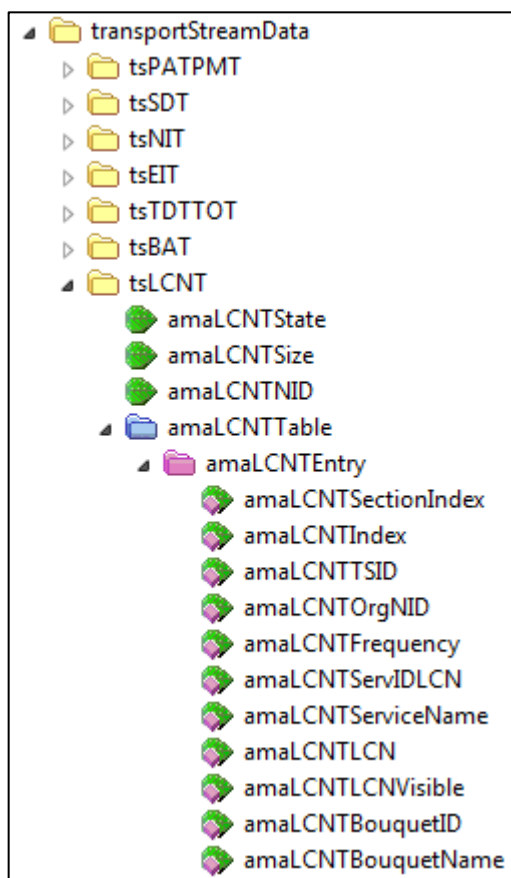 transportStreamData
tsPATPMT
tsSDT
tsNIT
tsEIT
tsTDTTOT
tsBAT
tsLCNT
amaLCNTState
amaLCNTSize
amaLCNTNID
amaLCNTTable
amaLCNTEntry
amaLCNTSectionIndex
amaLCNTIndex
amaLCNTTSID
amaLCNTOrgNID
amaLCNTFrequency
amaLCNTServIDLCN
amaLCNTServiceName
amaLCNTLCN
amaLCNTLCNVisible
amaLCNTBouquetID
amaLCNTBouquetName